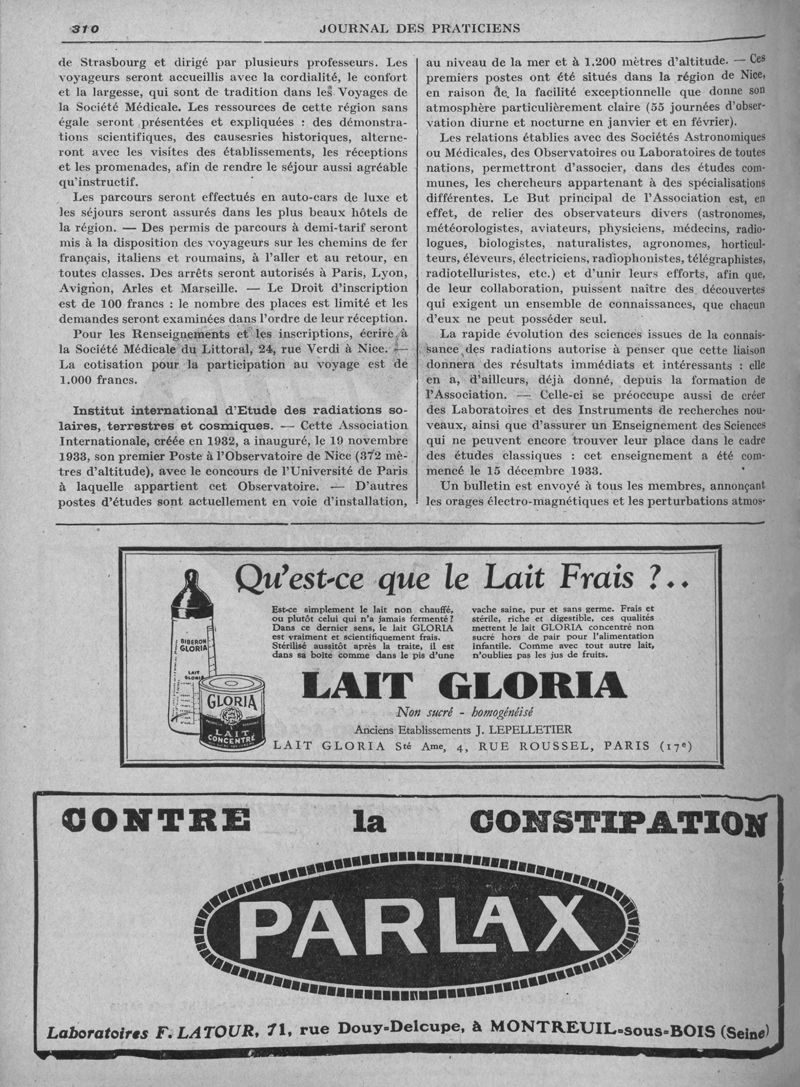 310
JOURNAL DES PRATICIENS
de Strasbourg et dirigé par plusieurs professeurs. Les
voyageurs seront accueillis avec la cordialité, le confort
et la largesse, qui sont de tradition dans les Voyages de
la Société Médicale. Les ressources de cette région sans
égale seront présentées et expliquées : des démonstra-
tions scientifiques, des causesries historiques, alterne-
ront avec les visites des établissements, les réceptions
et les promenades, afin de rendre le séjour aussi agréable
qu'instructif.
Les parcours seront effectués en auto-cars de luxe et
les séjours seront assurés dans les plus beaux hôtels de
la région. — Des permis de parcours à demi-tarif seront
mis à la disposition des voyageurs sur les chemins de fer
français, italiens et roumains, à l'aller et au retour, en
toutes classes. Des arrêts seront autorisés à Paris, Lyon,
Avignon, Arles et Marseille. — Le Droit d'inscription
est de 100 francs : le nombre des places est limité et les
demandes seront examinées dans l'ordre de leur réception.
Pour les Renseignements et les inscriptions, écrire à
la Société Médicale du Littoral, 24, rue Verdi à Nice. —
La cotisation pour la participation au voyage est de
1.000 francs.
Institut international d'Etude des radiations so-
laires, terrestres et cosmiques. — Cette Association
Internationale, créée en 1932, a inauguré, le 19 novembre
1933, son premier Poste à l'Observatoire de Nice (372 mè-
tres d'altitude), avec le concours de l'Université de Paris
à laquelle appartient cet Observatoire. — D'autres
postes d'études sont actuellement en voie d'installation,
au niveau de la mer et à 1.200 mètres d'altitude. — Ces
premiers postes ont été situés dans la région de Nice,
en raison de la facilité exceptionnelle que donne son
atmosphère particulièrement claire (55 journées d'obser-
vation diurne et nocturne en janvier et en février).
Les relations établies avec des Sociétés Astronomiques
ou Médicales, des Observatoires ou Laboratoires de toutes
nations, permettront d'associer, dans des études com-
munes, les chercheurs appartenant à des spécialisations
différentes. Le But principal de l'Association est, en
effet, de relier des observateurs divers (astronomes,
météorologistes, aviateurs, physiciens, médecins, radio-
logues, biologistes, naturalistes, agronomes, horticul-
teurs, éleveurs, électriciens, radiophonistes, télégraphistes,
radiotelluristes, etc.) et d'unir leurs efforts, afin que,
de leur collaboration, puissent naître des découvertes
qui exigent un ensemble de connaissances, que chacun
d'eux ne peut posséder seul.
La rapide évolution des sciences issues de la connais-
sance des radiations autorise à penser que cette liaison
donnera des résultats immédiats et intéressants : elle
en a, d'ailleurs, déjà donné, depuis la formation de
l'Association. — Celle-ci se préoccupe aussi de créer
des Laboratoires et des Instruments de recherches nou-
veaux, ainsi que d'assurer un Enseignement des Sciences
qui ne peuvent encore trouver leur place dans le cadre
des études classiques : cet enseignement a été com-
mencé le 15 décembre 1933.
Un bulletin est envoyé à tous les membres, annonçant
les orages électro-magnétiques et les perturbations atmos-
Qu'est-ce que le Lait Frais ?..
Est-ce simplement le lait non chauffé,
ou plutôt celui qui n'a jamais fermenté ?
Dans ce dernier sens, le lait GLORIA
est vraiment et scientifiquement frais.
Stérilisé aussitôt après la traite, il est
dans sa boîte comme dans le pis d'une
vache saine, pur et sans germe. Frais et
stérile, riche et digestible, ces qualités
mettent le lait GLORIA concentré non
sucré hors de pair pour l'alimentation
infantile. Comme avec tout autre lait,
n'oubliez pas les jus de fruits.
BIBERON
GLORIA
LAIT
GLORIA
GLORIA
LAIT
CONCENTRÉ
LAIT GLORIA
Non sucré - homogénéisé
Anciens Etablissements J. LEPELLETIER
LAIT GLORIA Sté Ame, 4, RUE ROUSSEL, PARIS (17e)
CONTRE la CONSTIPATION
PARLAX
Laboratoires F. LATOUR, 71, rue Douy-Delcupe, à MONTREUIL-sous-BOIS (Seine)